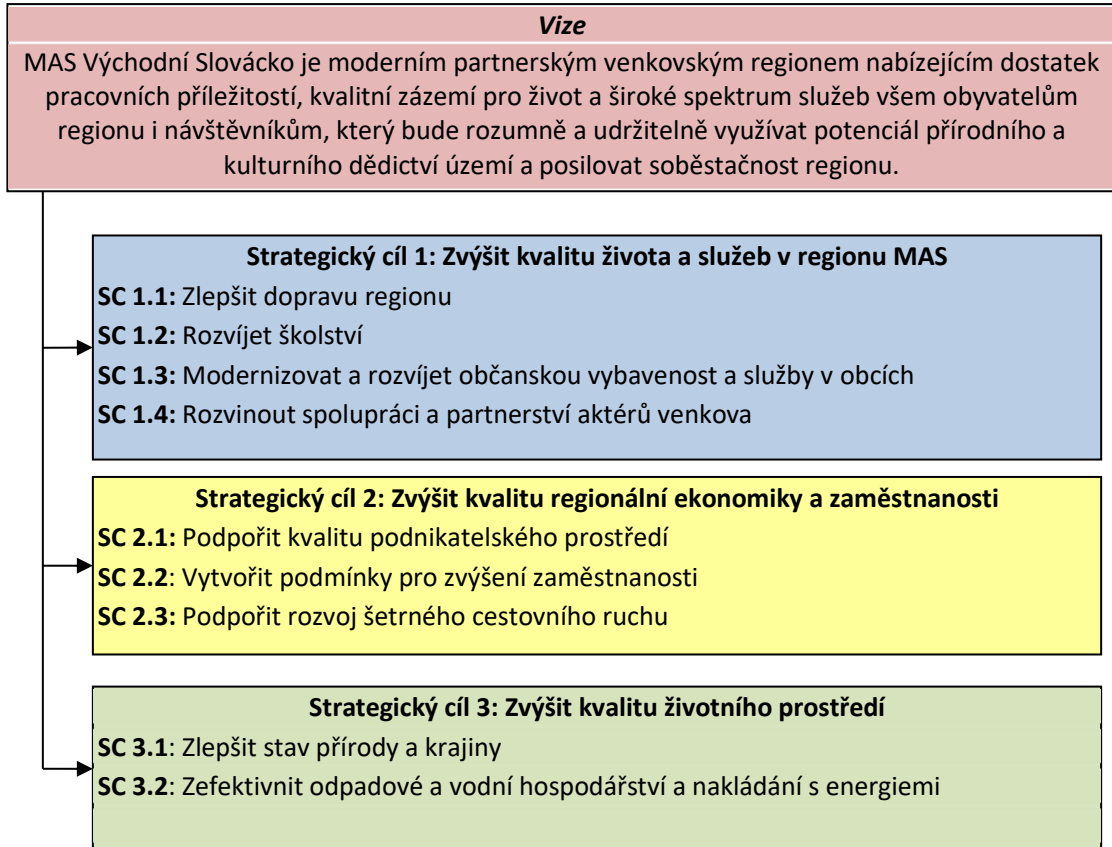 Vize
MAS Východní Slovácko je moderním partnerským venkovským regionem nabízejícím dostatek
pracovních příležitostí, kvalitní zázemí pro život a široké spektrum služeb všem obyvatelům
regionu i návštěvníkům, který bude rozumně a udržitelně využívat potenciál přírodního a
kulturního dědictví území a posilovat soběstačnost regionu.
Strategický cíl 1: Zvýšit kvalitu života a služeb v regionu MAS
SC 1.1: Zlepšit dopravu regionu
SC 1.2: Rozvíjet školství
SC 1.3: Modernizovat a rozvíjet občanskou vybavenost a služby v obcích
SC 1.4: Rozvinout spolupráci a partnerství aktérů venkova
Strategický cíl 2: Zvýšit kvalitu regionální ekonomiky a zaměstnanosti
SC 2.1: Podpořit kvalitu podnikatelského prostředí
SC 2.2: Vytvořit podmínky pro zvýšení zaměstnanosti
SC 2.3: Podpořit rozvoj šetrného cestovního ruchu
Strategický cíl 3: Zvýšit kvalitu životního prostředí
SC 3.1: Zlepšit stav přírody a krajiny
SC 3.2: Zefektivnit odpadové a vodní hospodářství a nakládání s energiemi